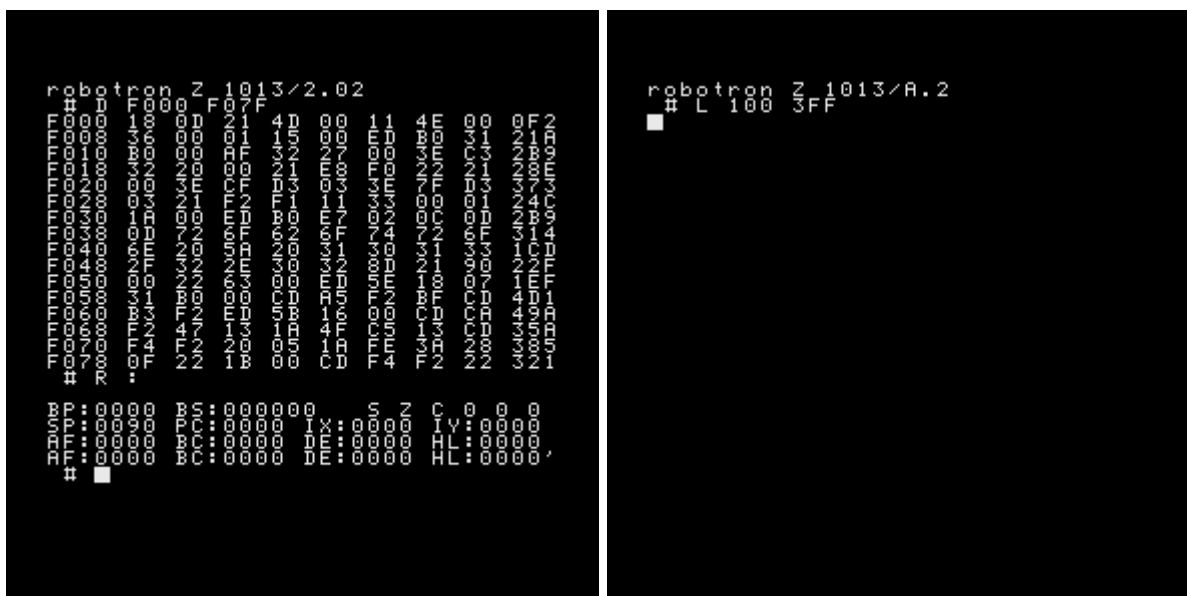 robotron Z 1013/2.02
# D F000 F07F
F000 18 0D 21 4D 00 11 4E 00 0F2
F008 36 00 01 15 00 ED B0 31 21A
F010 B0 00 AF 32 27 00 3E C3 2B9
F018 32 20 00 21 E8 F0 22 21 28E
F020 00 3E CF D3 03 3E 7F D3 373
F028 03 21 F2 F1 11 33 00 01 24C
F030 1A 00 ED B0 E7 02 0C 0D 2B9
F038 0D 72 6F 62 6F 74 72 6F 314
F040 6E 20 5A 20 31 30 31 33 1CD
F048 2F 32 2E 30 32 8D 21 90 22F
F050 00 22 63 00 ED 5E 18 07 1EF
F058 31 B0 00 CD A5 F2 BF CD 4D1
F060 B3 F2 ED 5B 16 00 CD CA 49A
F068 F2 47 13 1A 4F C5 13 CD 35A
F070 F4 F2 20 05 1A FE 3A 28 385
F078 0F 22 1B 00 CD F4 F2 22 321
# R :
BP:0000 BS:000000 S Z C 0 0 0
SP:0090 PC:0000 IX:0000 IY:0000
AF:0000 BC:0000 DE:0000 HL:0000
AF:0000 BC:0000 DE:0000 HL:0000'
#
robotron Z 1013/A.2
# L 100 3FF